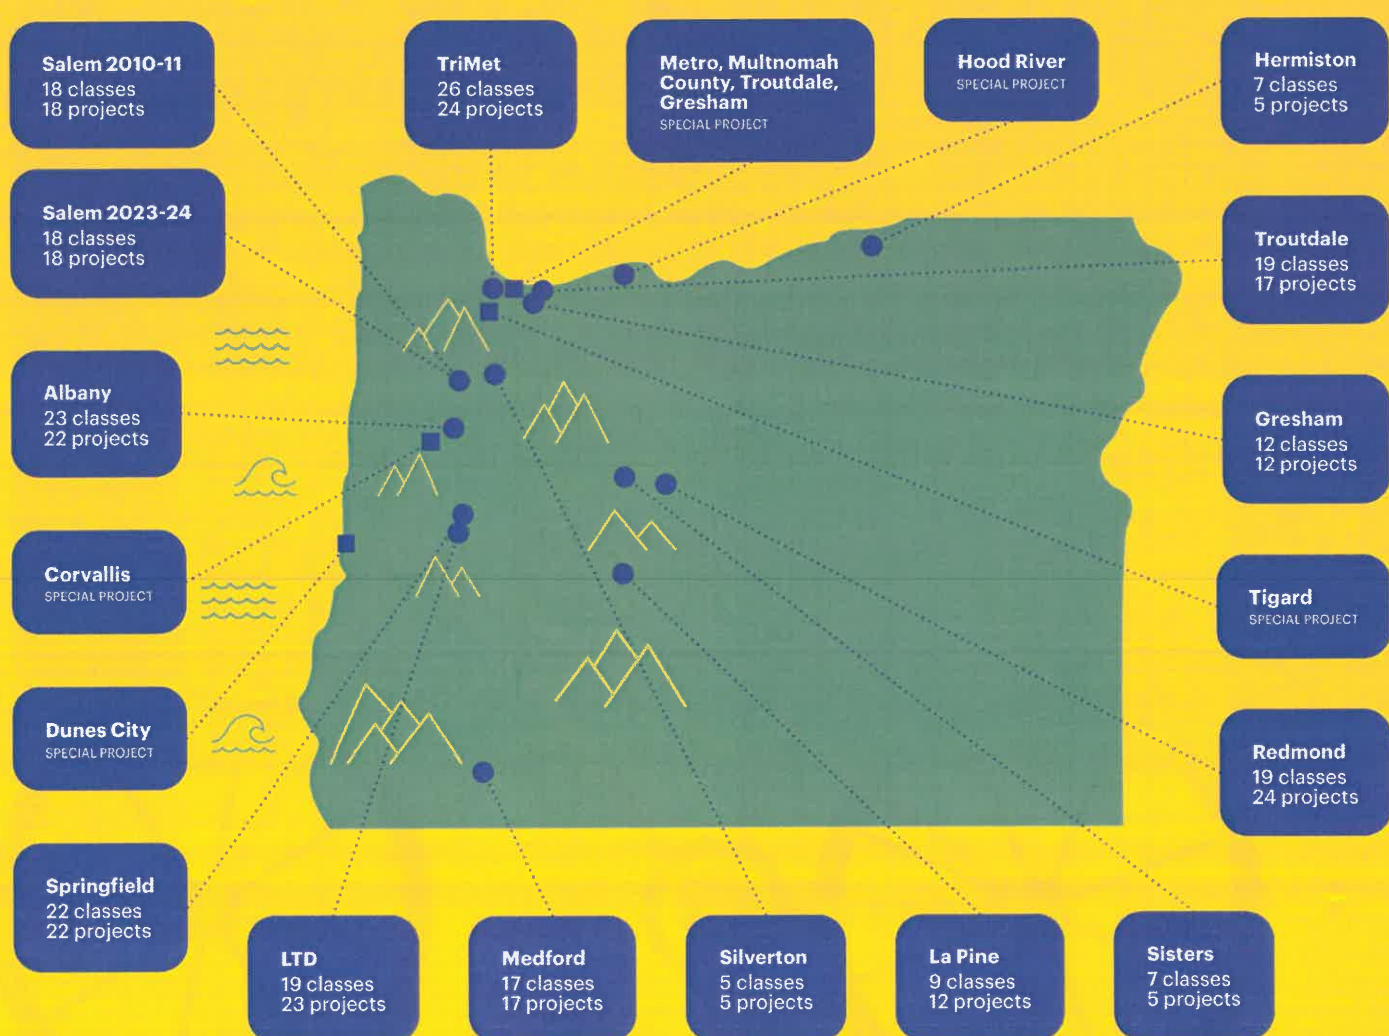 Salem 2010-11
18 classes
18 projects
TriMet
26 classes
24 projects
Metro, Multnomah
County, Troutdale,
Gresham
SPECIAL PROJECT
Hood River
SPECIAL PROJECT
Hermiston
7 classes
5 projects
Salem 2023-24
18 classes
18 projects
Troutdale
19 classes
17 projects
Albany
23 classes
22 projects
Gresham
12 classes
12 projects
Corvallis
SPECIAL PROJECT
Tigard
SPECIAL PROJECT
Dunes City
SPECIAL PROJECT
Redmond
19 classes
24 projects
Springfield
22 classes
22 projects
LTD
19 classes
23 projects
Medford
17 classes
17 projects
Silverton
5 classes
5 projects
La Pine
9 classes
12 projects
Sisters
7 classes
5 projects